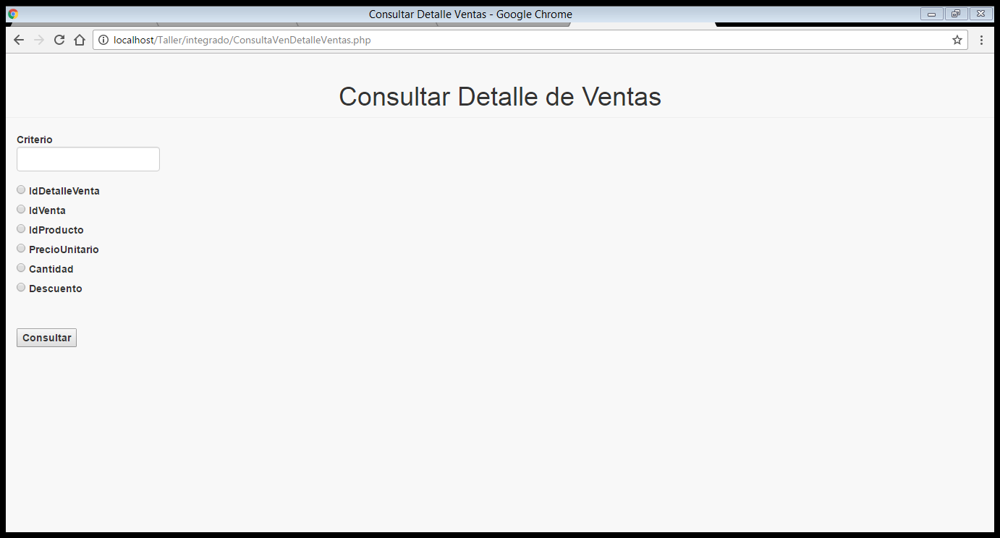 Consultar Detalle Ventas - Google Chrome
localhost/Taller/integrado/ConsultaVenDetalleVentas.php
Consultar Detalle de Ventas
Criterio
IdDetalleVenta
IdVenta
IdProducto
PrecioUnitario
Cantidad
Descuento
Consultar